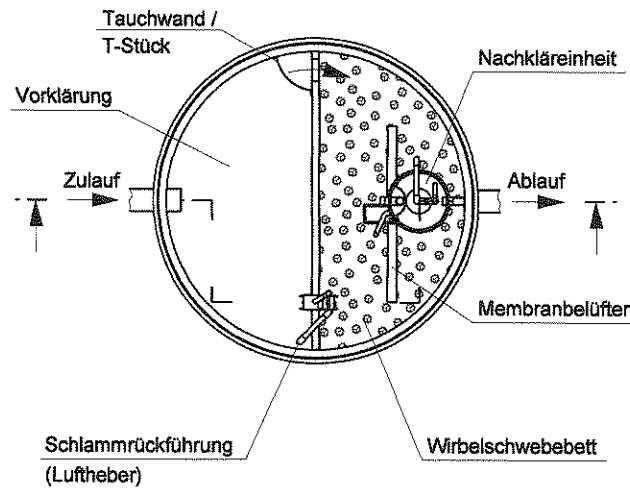 Tauchwand /
T-Stück
Nachkläreinheit
Vorklärung
Zulauf
Ablauf
Membranbelüfter
Schlammrückführung
(Luftheber)
Wirbelschwebebett